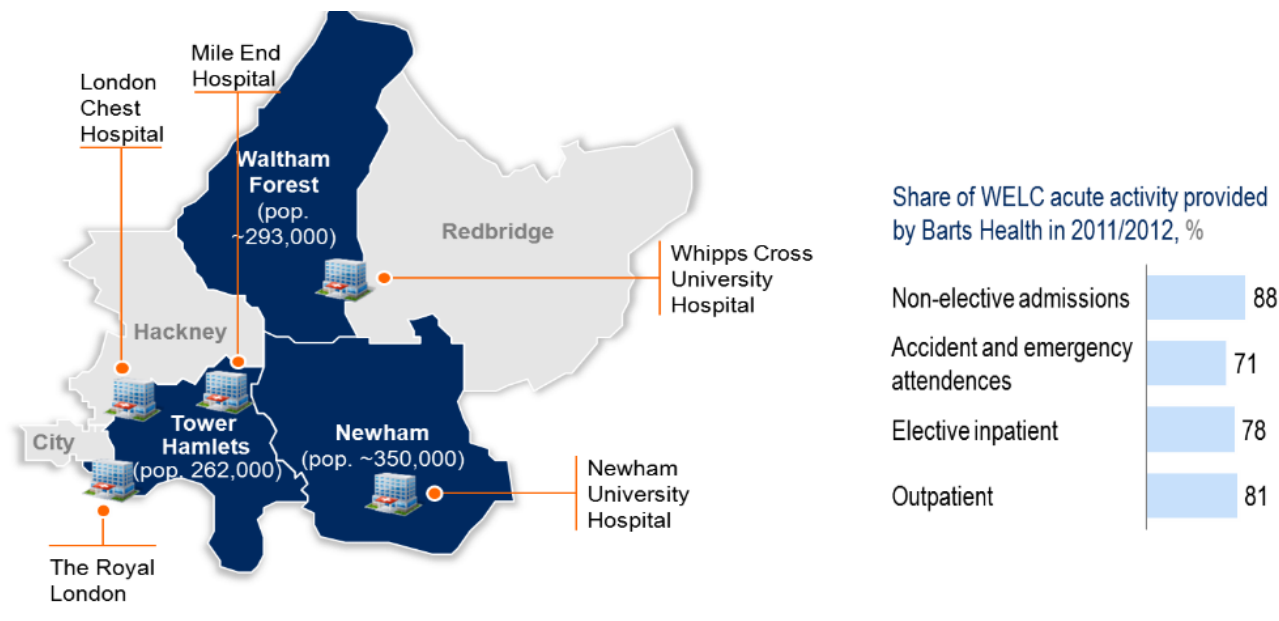 Mile End
Hospital
London
Chest
Hospital
Waltham
Forest
(pop.
~293,000)
Redbridge
Whipps Cross
University
Hospital
Hackney
Tower
Hamlets
(pop. 262,000)
City
Newham
(pop. ~350,000)
Newham
University
Hospital
The Royal
London
Share of WELC acute activity provided
by Barts Health in 2011/2012, %
Non-elective admissions 88
Accident and emergency
attendences 71
Elective inpatient 78
Outpatient 81